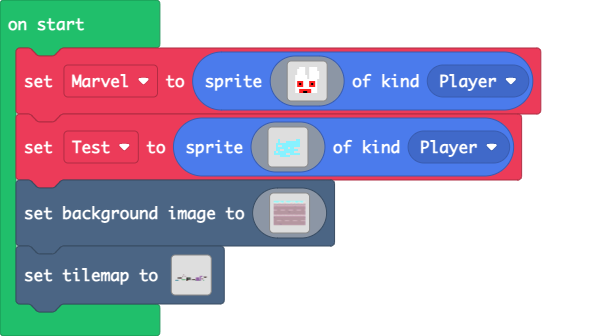 on start
set Marvel to sprite of kind Player
set Test to sprite of kind Player
set background image to
set tilemap to